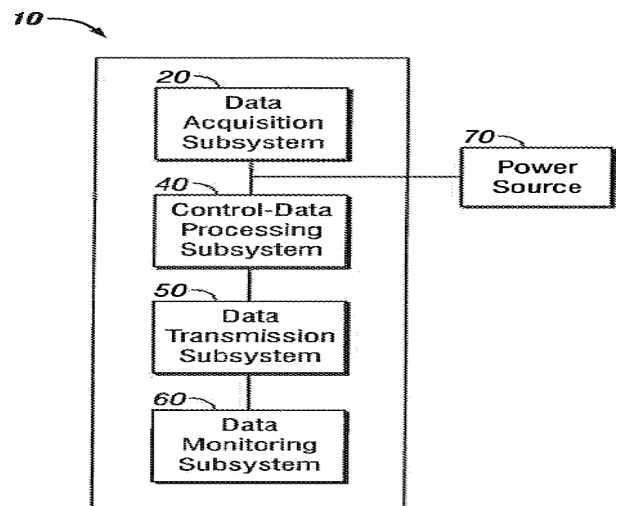 10
20
Data
Acquisition
Subsystem
70
Power
Source
40
Control-Data
Processing
Subsystem
50
Data
Transmission
Subsystem
60
Data
Monitoring
Subsystem